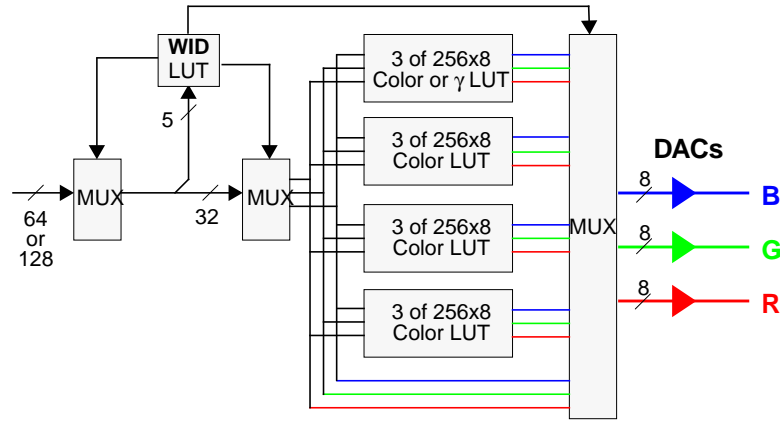 WID
LUT
5
MUX
64
or
128
32
MUX
3 of 256x8
Color or γ LUT
3 of 256x8
Color LUT
3 of 256x8
Color LUT
3 of 256x8
Color LUT
MUX
DACs
8
B
8
G
8
R